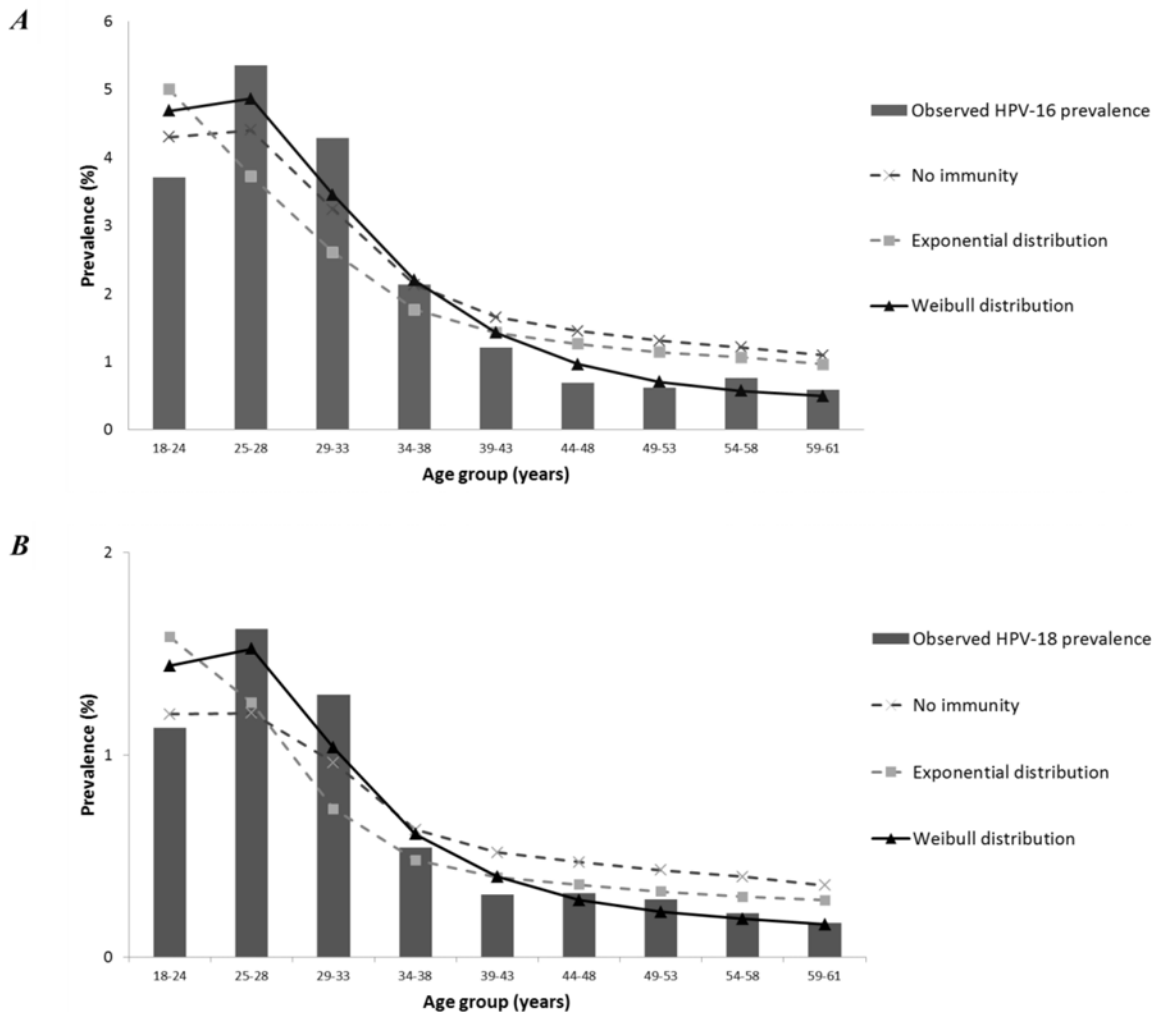 A
6
5
4
3
2
1
0
Prevalence (%)
18-24 25-28 29-33 34-38 39-43 44-48 49-53 54-58 59-61
Age group (years)
Observed HPV-16 prevalence
No immunity
Exponential distribution
Weibull distribution
B
2
1
0
Prevalence (%)
18-24 25-28 29-33 34-38 39-43 44-48 49-53 54-58 59-61
Age group (years)
Observed HPV-18 prevalence
No immunity
Exponential distribution
Weibull distribution